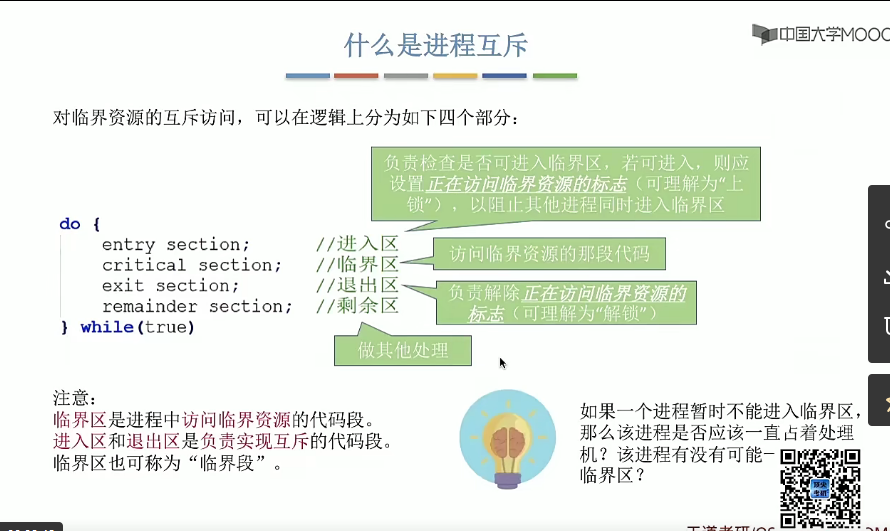 什么是进程互斥
中国大学MOOC
对临界资源的互斥访问，可以在逻辑上分为如下四个部分：
负责检查是否可进入临界区，若可进入，则应
设置正在访问临界资源的标志（可理解为“上
锁”），以阻止其他进程同时进入临界区
do {
entry section; //进入区
critical section; //临界区
exit section; //退出区
remainder section; //剩余区
} while(true)
访问临界资源的那段代码
负责解除正在访问临界资源的
标志（可理解为“解锁”）
做其他处理
注意：
临界区是进程中访问临界资源的代码段。
进入区和退出区是负责实现互斥的代码段。
临界区也可称为“临界段”。
如果一个进程暂时不能进入临界区，
那么该进程是否应该一直占着处理
机？该进程有没有可能一
临界区？